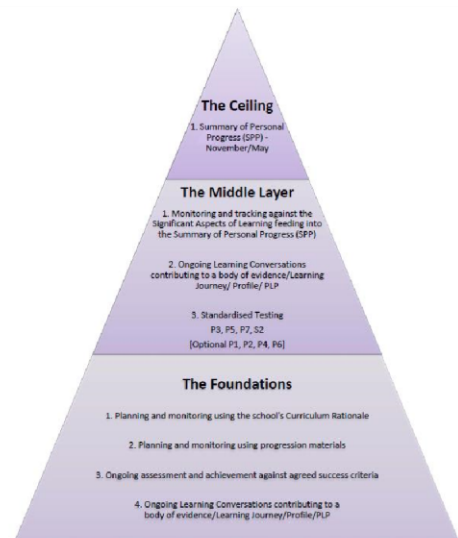 The Ceiling
1. Summary of Personal
Progress (SPP) -
November/May
The Middle Layer
1. Monitoring and tracking against the
Significant Aspects of Learning feeding into
the Summary of Personal Progress (SPP)
2. Ongoing Learning Conversations
contributing to a body of evidence/Learning
Journey/ Profile/ PLP
3. Standardised Testing
P3, P5, P7, S2
[Optional P1, P2, P4, P6]
The Foundations
1. Planning and monitoring using the school's Curriculum Rationale
2. Planning and monitoring using progression materials
3. Ongoing assessment and achievement against agreed success criteria
4. Ongoing Learning Conversations contributing to a
body of evidence/Learning Journey/Profile/PLP